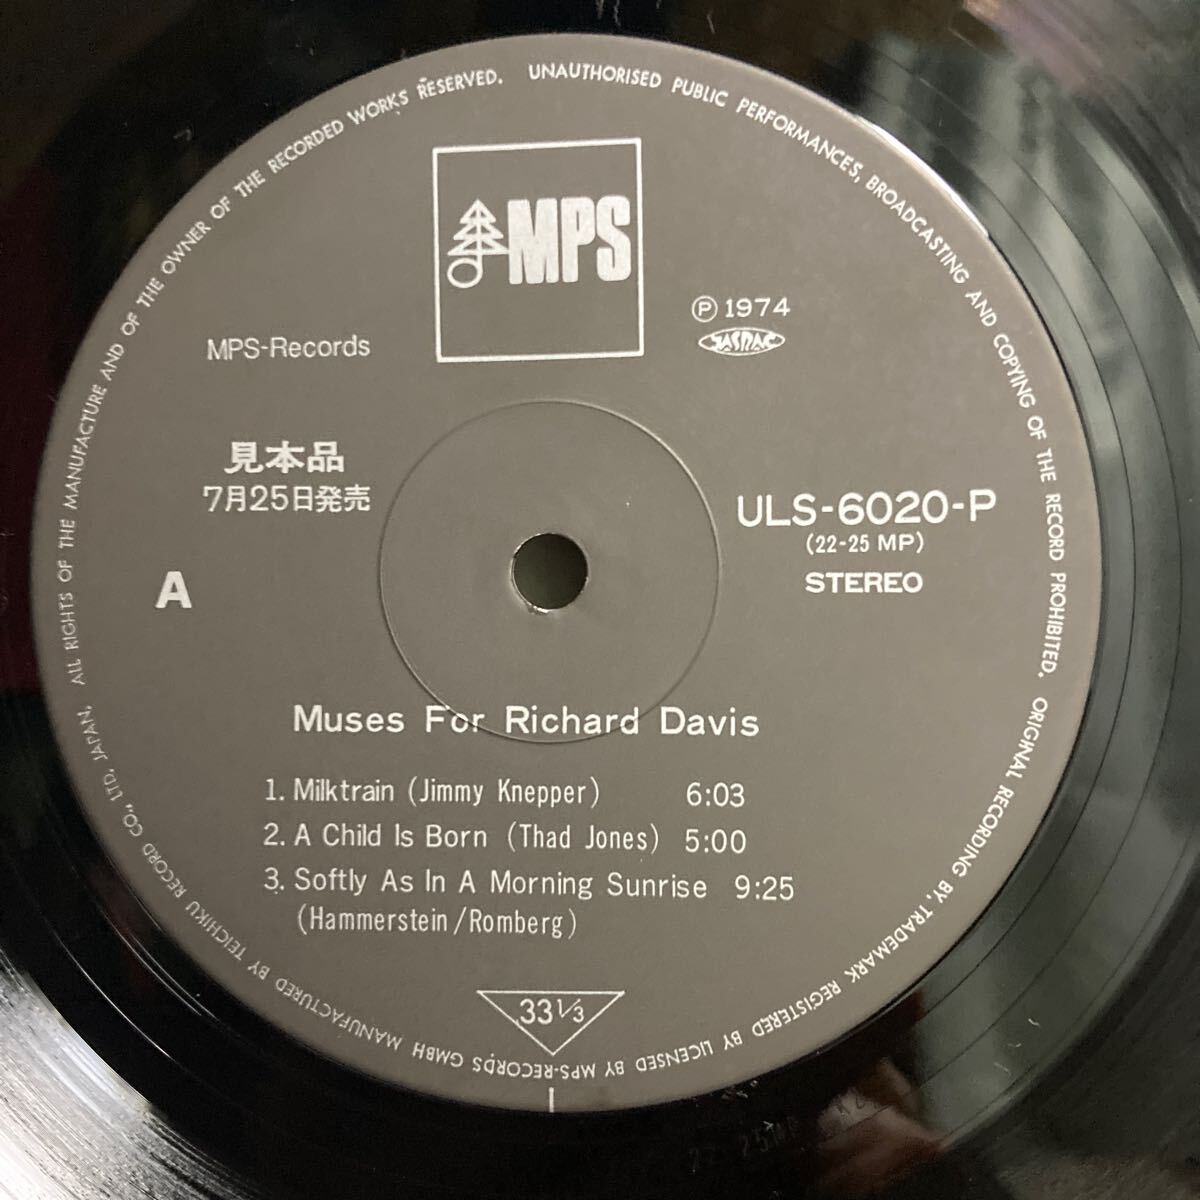 ALL RIGHTS OF THE MANUFACTURE AND OF THE OWNER OF THE RECORDED WORKS RESERVED. UNAUTHORISED PUBLIC PERFORMANCES, BROADCASTING AND COPYING OF THE RECORD PROHIBITED. ORIGINAL RECORDING BY, TRADEMARK REGISTERED BY LICENSED BY MPS-RECORDS GMBH MANUFACTURED BY TEICHIKU RECORD CO., LTD, JAPAN.
MPS
℗ 1974
JASRAC
MPS-Records
見本品
7月25日発売
ULS-6020-P
(22-25 MP)
STEREO
A
Muses For Richard Davis
1. Milktrain (Jimmy Knepper) 6:03
2. A Child Is Born (Thad Jones) 5:00
3. Softly As In A Morning Sunrise 9:25
(Hammerstein/Romberg)
33 1/3